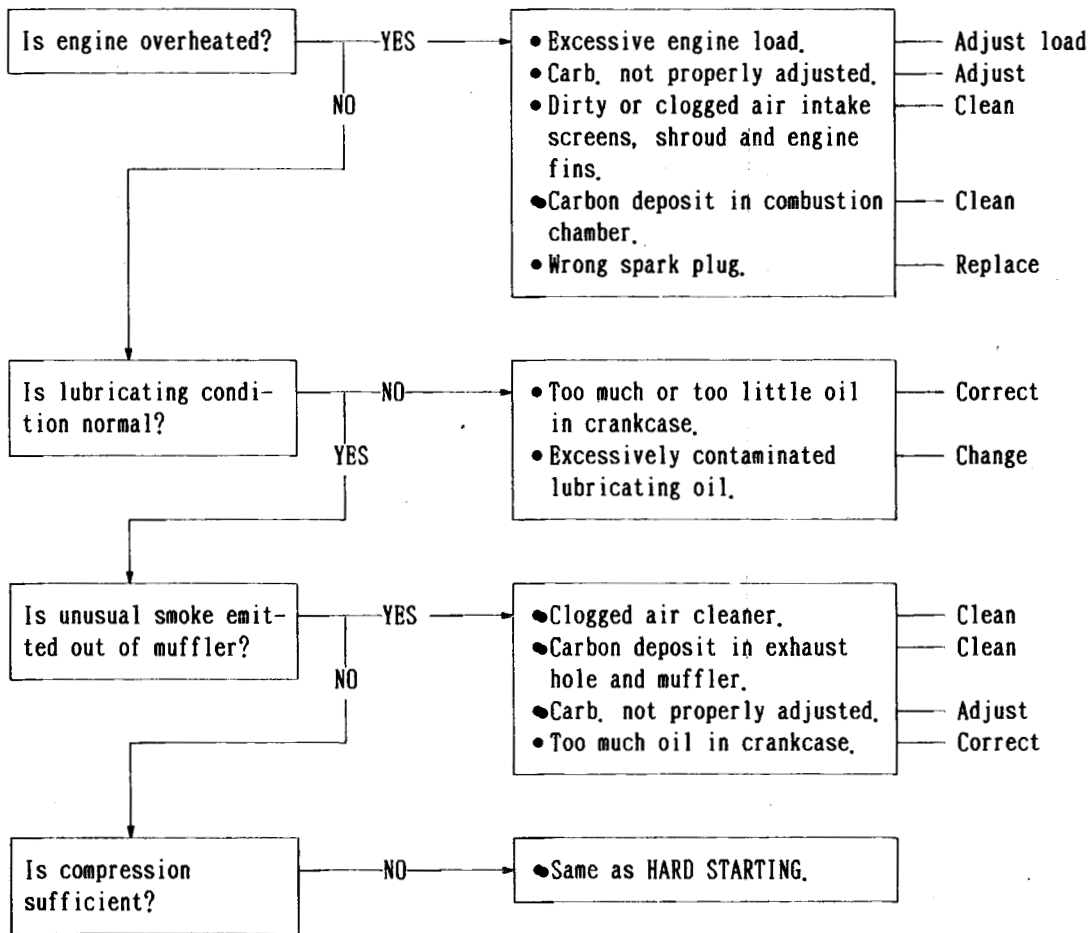 Is engine overheated?
YES
NO
• Excessive engine load.
Adjust load
• Carb. not properly adjusted.
Adjust
• Dirty or clogged air intake
screens, shroud and engine
fins.
Clean
• Carbon deposit in combustion
chamber.
Clean
• Wrong spark plug.
Replace
Is lubricating condi-
tion normal?
NO
YES
• Too much or too little oil
in crankcase.
Correct
• Excessively contaminated
lubricating oil.
Change
Is unusual smoke emit-
ted out of muffler?
YES
NO
• Clogged air cleaner.
Clean
• Carbon deposit in exhaust
hole and muffler.
Clean
• Carb. not properly adjusted.
Adjust
• Too much oil in crankcase.
Correct
Is compression
sufficient?
NO
• Same as HARD STARTING.